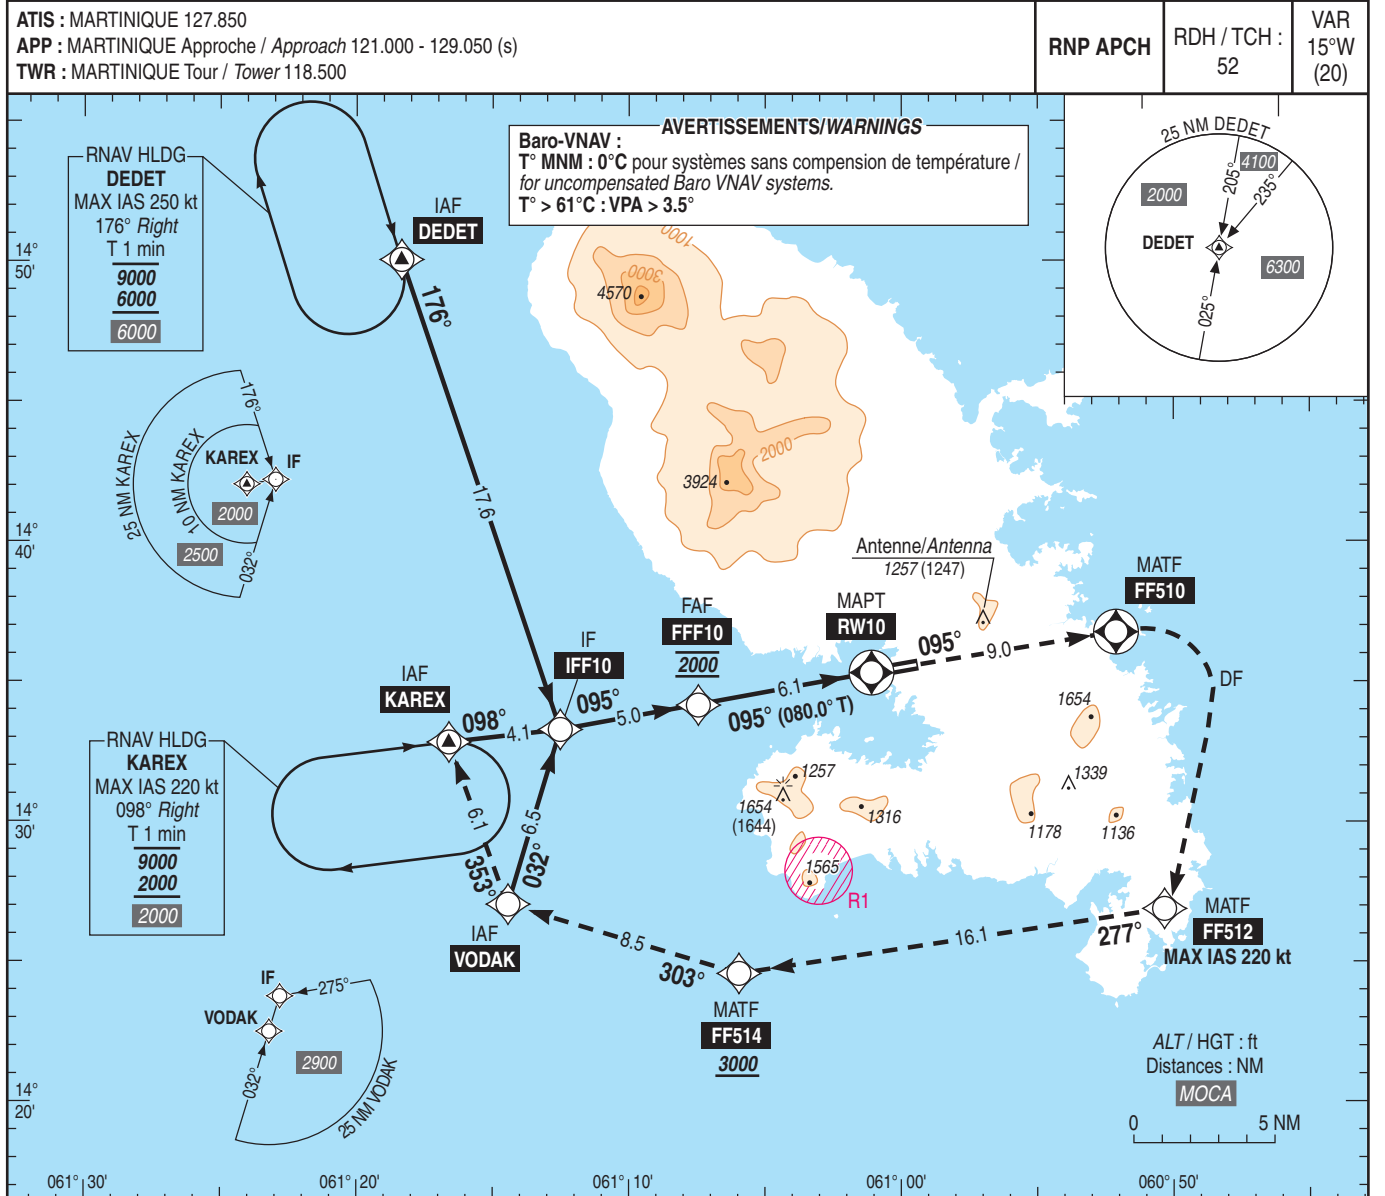 ATIS : MARTINIQUE 127.850
APP : MARTINIQUE Approche / Approach 121.000 - 129.050 (s)
TWR : MARTINIQUE Tour / Tower 118.500
RNP APCH
RDH / TCH :
52
VAR
15°W
(20)
AVERTISSEMENTS/WARNINGS
Baro-VNAV :
T° MNM : 0°C pour systèmes sans compension de température /
for uncompensated Baro VNAV systems.
T° > 61°C : VPA > 3.5°
25 NM DEDET
4100
2000
205°
235°
DEDET
6300
025°
RNAV HLDG
DEDET
MAX IAS 250 kt
176° Right
T 1 min
9000
6000
6000
IAF
DEDET
176°
17.6
14°
50'
1000
3000
4570
2000
3924
25 NM KAREX
10 NM KAREX
176°
KAREX
IF
2000
2500
032°
14°
40'
Antenne/Antenna
1257 (1247)
MATF
FF510
MAPT
RW10
FAF
FFF10
2000
IF
IFF10
IAF
KAREX
098°
4.1
095°
5.0
6.1
095° (080.0° T)
095°
9.0
DF
RNAV HLDG
KAREX
MAX IAS 220 kt
098° Right
T 1 min
9000
2000
2000
6.1
353°
6.5
032°
1654
1257
1654
(1644)
1316
1339
1178
1136
1565
R1
14°
30'
IAF
VODAK
8.5
303°
16.1
277°
MATF
FF512
MAX IAS 220 kt
MATF
FF514
3000
IF
275°
VODAK
2900
032°
25 NM VODAK
ALT / HGT : ft
Distances : NM
MOCA
0
5 NM
14°
20'
061° 30'
061° 20'
061° 10'
061° 00'
060° 50'